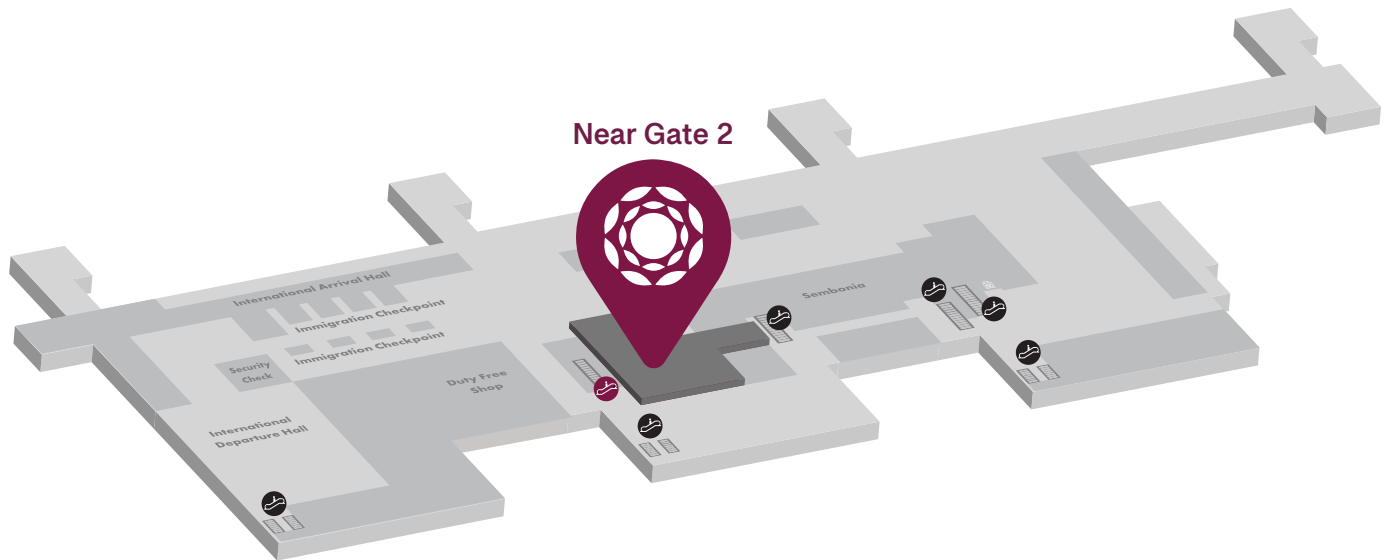 Near Gate 2
International Arrival Hall
Immigration Checkpoint
Immigration Checkpoint
Sembonia
Security
Check
Duty Free
Shop
International
Departure Hall